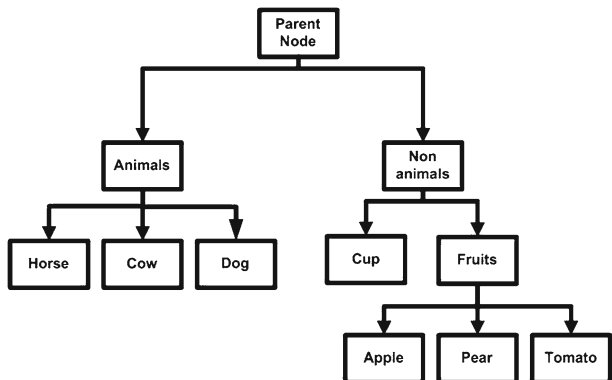 Parent
Node
Animals
Non
animals
Horse
Cow
Dog
Cup
Fruits
Apple
Pear
Tomato